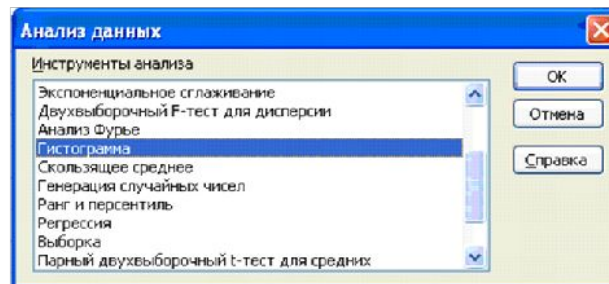 Анализ данных
Инструменты анализа
Экспоненциальное сглаживание
Двухвыборочный F-тест для дисперсии
Анализ Фурье
Гистограмма
Скользящее среднее
Генерация случайных чисел
Ранг и персентиль
Регрессия
Выборка
Парный двухвыборочный t-тест для средних
ОК
Отмена
Справка